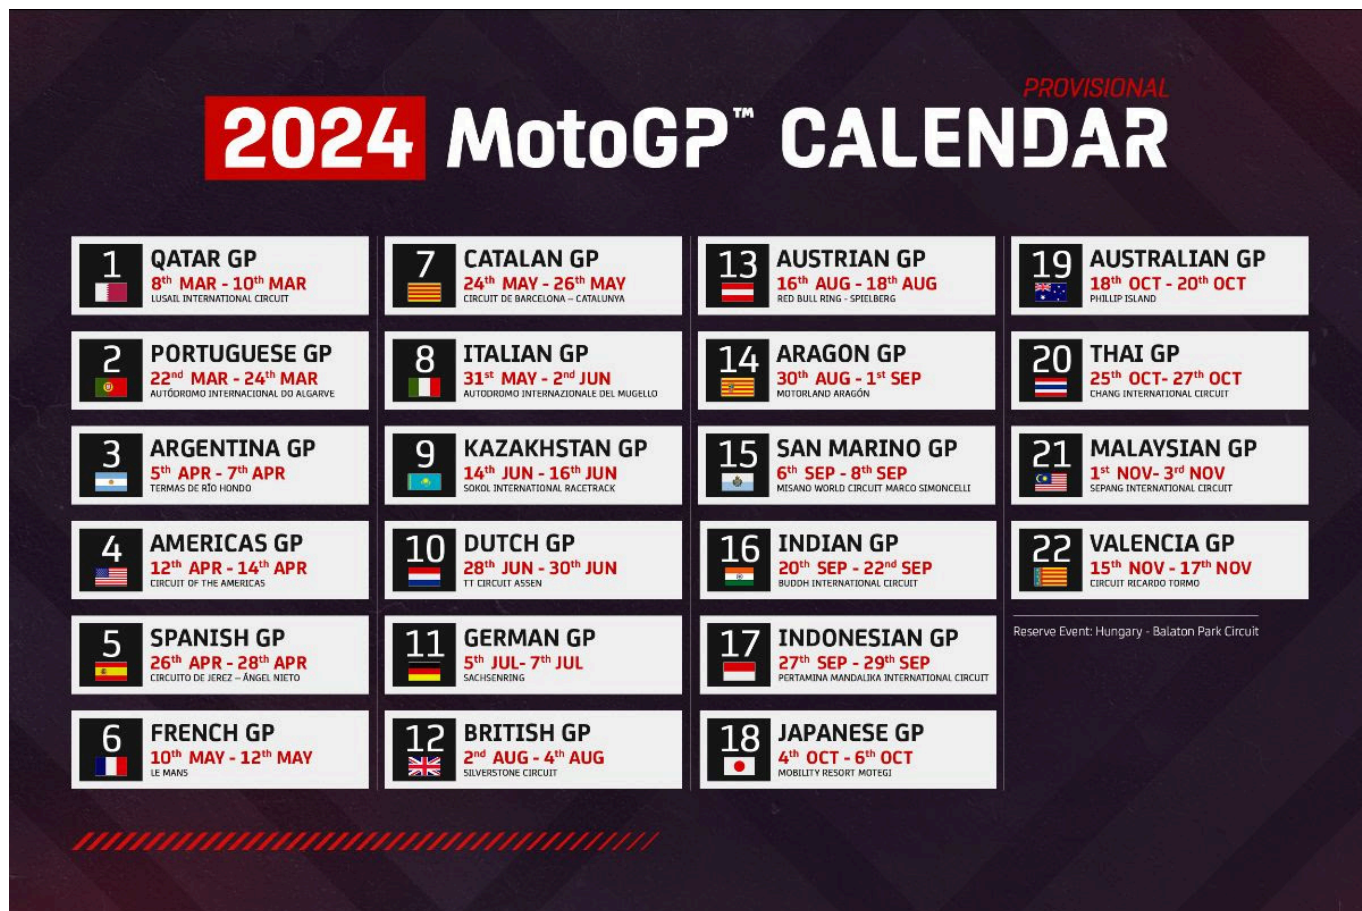 PROVISIONAL
2024 MotoGP™ CALENDAR
1
QATAR GP
8th MAR - 10th MAR
LUSAIL INTERNATIONAL CIRCUIT
2
PORTUGUESE GP
22nd MAR - 24th MAR
AUTÓDROMO INTERNACIONAL DO ALGARVE
3
ARGENTINA GP
5th APR - 7th APR
TERMAS DE RÍO HONDO
4
AMERICAS GP
12th APR - 14th APR
CIRCUIT OF THE AMERICAS
5
SPANISH GP
26th APR - 28th APR
CIRCUITO DE JEREZ – ÁNGEL NIETO
6
FRENCH GP
10th MAY - 12th MAY
LE MANS
7
CATALAN GP
24th MAY - 26th MAY
CIRCUIT DE BARCELONA – CATALUNYA
8
ITALIAN GP
31st MAY - 2nd JUN
AUTODROMO INTERNAZIONALE DEL MUGELLO
9
KAZAKHSTAN GP
14th JUN - 16th JUN
SOKOL INTERNATIONAL RACETRACK
10
DUTCH GP
28th JUN - 30th JUN
TT CIRCUIT ASSEN
11
GERMAN GP
5th JUL- 7th JUL
SACHSENRING
12
BRITISH GP
2nd AUG - 4th AUG
SILVERSTONE CIRCUIT
13
AUSTRIAN GP
16th AUG - 18th AUG
RED BULL RING - SPIELBERG
14
ARAGON GP
30th AUG - 1st SEP
MOTORLAND ARAGÓN
15
SAN MARINO GP
6th SEP - 8th SEP
MISANO WORLD CIRCUIT MARCO SIMONCELLI
16
INDIAN GP
20th SEP - 22nd SEP
BUDDH INTERNATIONAL CIRCUIT
17
INDONESIAN GP
27th SEP - 29th SEP
PERTAMINA MANDALIKA INTERNATIONAL CIRCUIT
18
JAPANESE GP
4th OCT - 6th OCT
MOBILITY RESORT MOTEGI
19
AUSTRALIAN GP
18th OCT - 20th OCT
PHILLIP ISLAND
20
THAI GP
25th OCT- 27th OCT
CHANG INTERNATIONAL CIRCUIT
21
MALAYSIAN GP
1st NOV- 3rd NOV
SEPANG INTERNATIONAL CIRCUIT
22
VALENCIA GP
15th NOV - 17th NOV
CIRCUIT RICARDO TORMO
Reserve Event: Hungary - Balaton Park Circuit